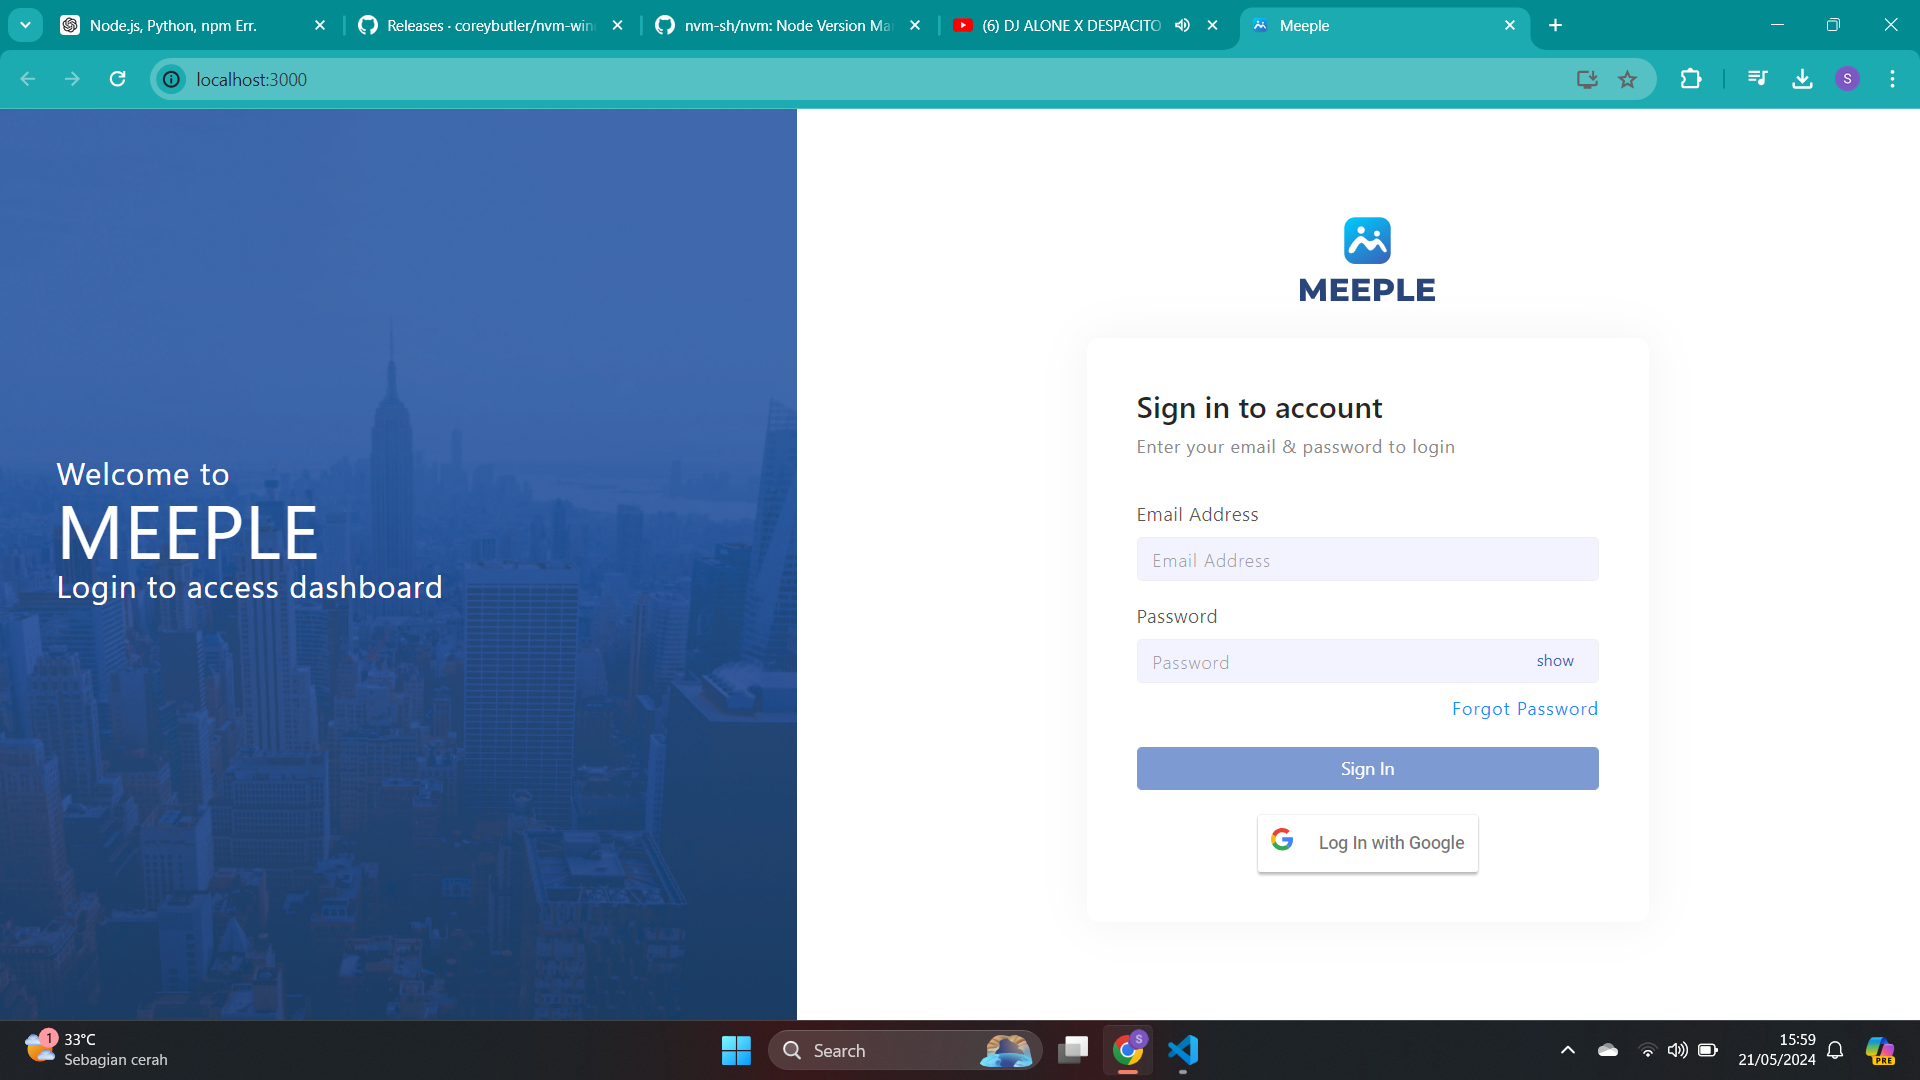 Node.js, Python, npm Err.
Releases · coreybutler/nvm-win
nvm-sh/nvm: Node Version Ma
(6) DJ ALONE X DESPACITO
Meeple
localhost:3000
S
Welcome to
MEEPLE
Login to access dashboard
MEEPLE
Sign in to account
Enter your email & password to login
Email Address
Email Address
Password
Password
show
Forgot Password
Sign In
Log In with Google
1
33°C
Sebagian cerah
Search
S
15:59
21/05/2024
PRE